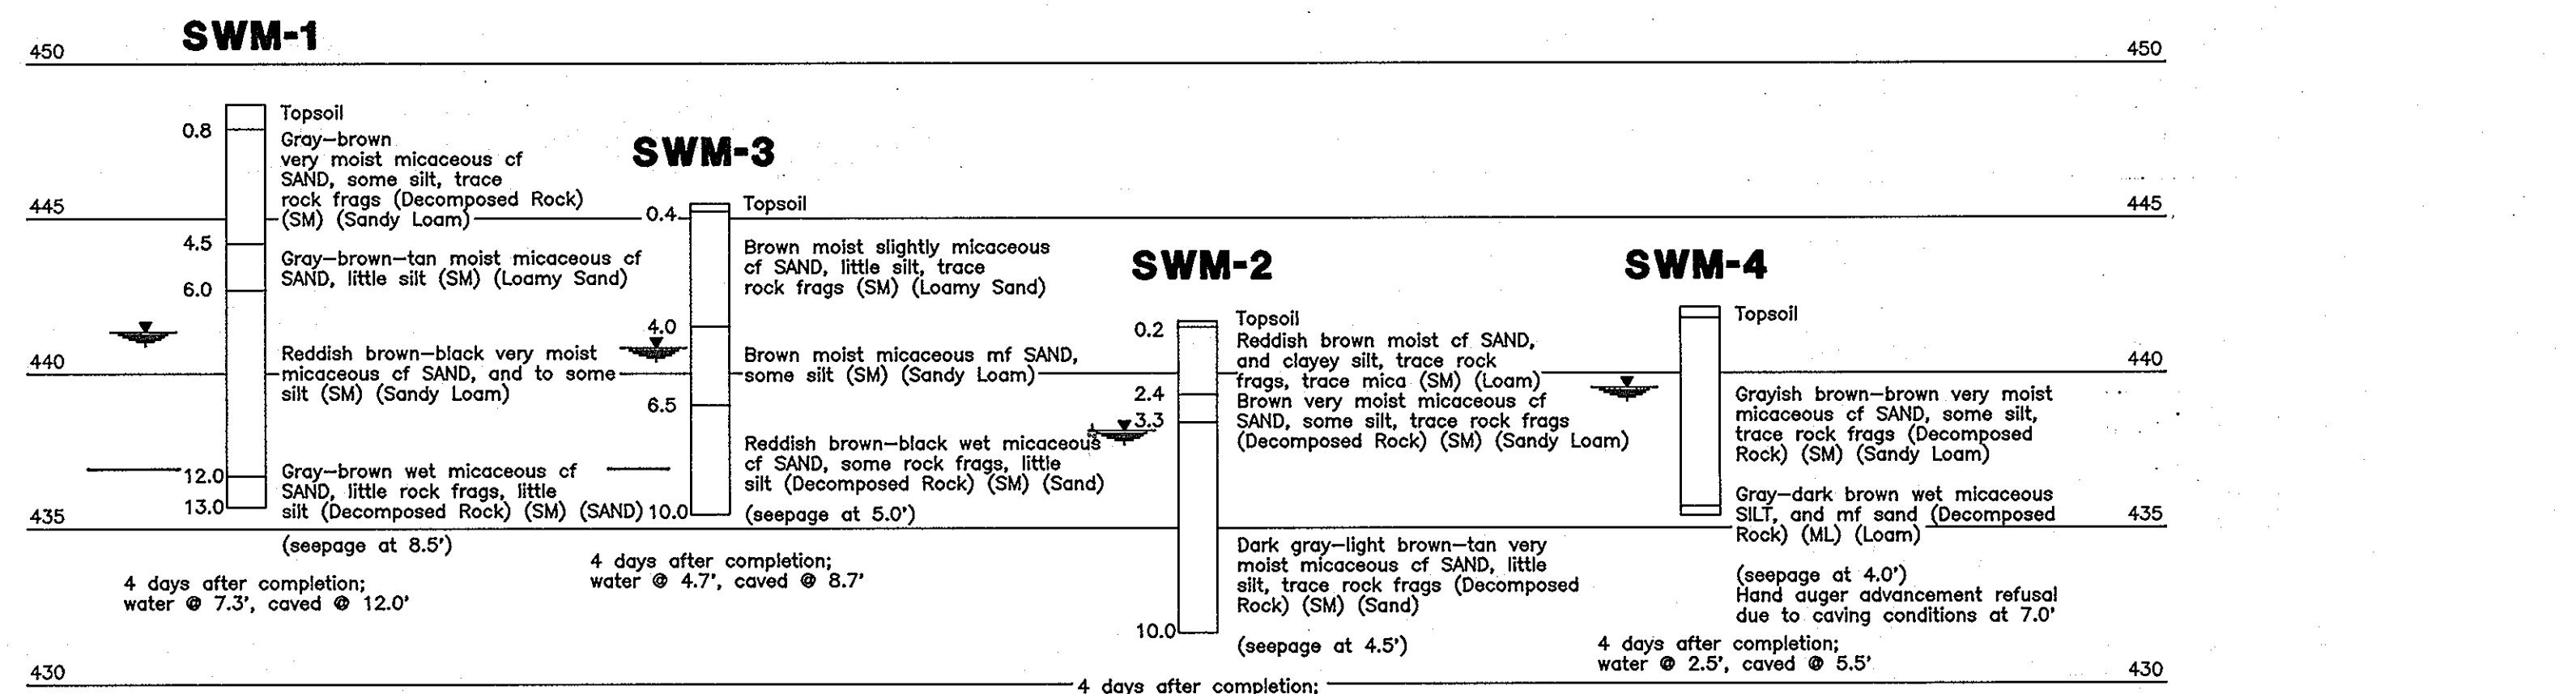 SWM-1
450
450
Topsoil
0.8
Gray-brown
very moist micaceous cf
SAND, some silt, trace
rock frags (Decomposed Rock)
(SM) (Sandy Loam)
445
4.5
Gray-brown-tan moist micaceous cf
SAND, little silt (SM) (Loamy Sand)
6.0
Reddish brown-black very moist
micaceous cf SAND, and to some
silt (SM) (Sandy Loam)
440
12.0
Gray-brown wet micaceous cf
SAND, little rock frags, little
silt (Decomposed Rock) (SM) (SAND)
13.0
435
(seepage at 8.5')
4 days after completion;
water @ 7.3', caved @ 12.0'
430
SWM-3
Topsoil
0.4
Brown moist slightly micaceous
cf SAND, little silt, trace
rock frags (SM) (Loamy Sand)
4.0
Brown moist micaceous mf SAND,
some silt (SM) (Sandy Loam)
6.5
Reddish brown-black wet micaceous
cf SAND, some rock frags, little
silt (Decomposed Rock) (SM) (Sand)
10.0
(seepage at 5.0')
4 days after completion;
water @ 4.7', caved @ 8.7'
SWM-2
Topsoil
0.2
Reddish brown moist cf SAND,
and clayey silt, trace rock
frags, trace mica (SM) (Loam)
2.4
Brown very moist micaceous cf
SAND, some silt, trace rock frags
(Decomposed Rock) (SM) (Sandy Loam)
3.3
Dark gray-light brown-tan very
moist micaceous cf SAND, little
silt, trace rock frags (Decomposed
Rock) (SM) (Sand)
10.0
(seepage at 4.5')
4 days after completion;
SWM-4
Topsoil
Grayish brown-brown very moist
micaceous cf SAND, some silt,
trace rock frags (Decomposed
Rock) (SM) (Sandy Loam)
Gray-dark brown wet micaceous
SILT, and mf sand (Decomposed
Rock) (ML) (Loam)
(seepage at 4.0')
Hand auger advancement refusal
due to caving conditions at 7.0'
4 days after completion;
water @ 2.5', caved @ 5.5'
445
440
435
430